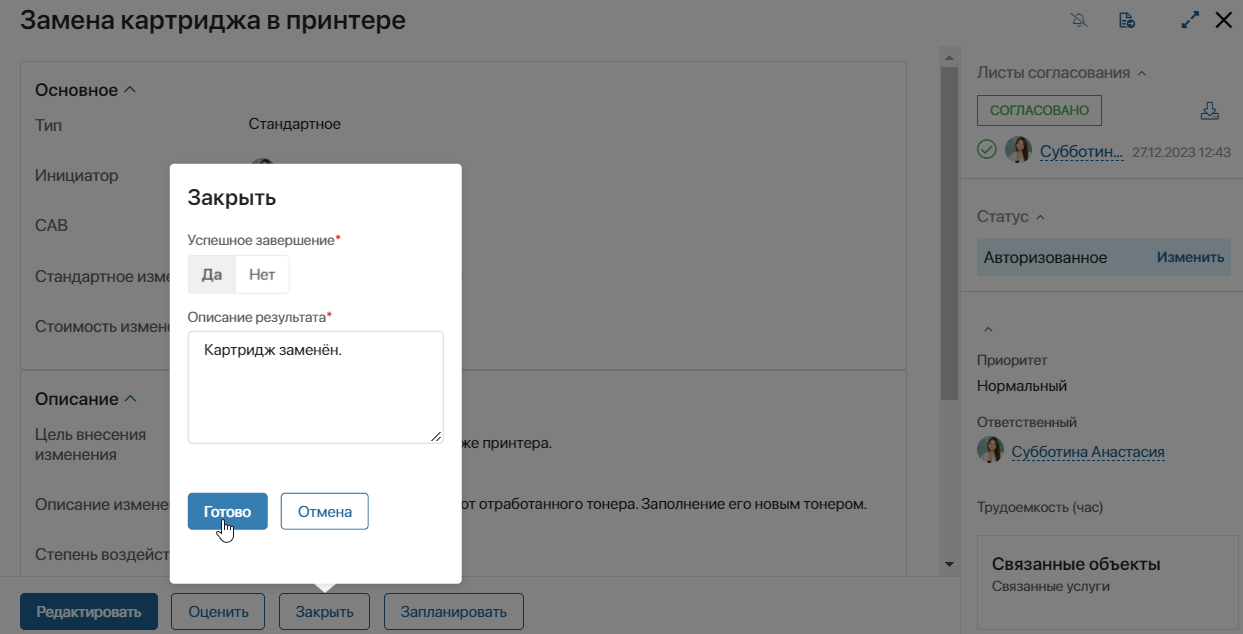 Замена картриджа в принтере
Основное
Тип
Стандартное
Инициатор
CAB
Стандартное изме
Стоимость измен
Описание
Цель внесения
изменения
же принтера.
Описание измене
от отработанного тонера. Заполнение его новым тонером.
Степень воздейст
Закрыть
Успешное завершение*
Да
Нет
Описание результата*
Картридж заменён.
Готово
Отмена
Редактировать
Оценить
Закрыть
Запланировать
Листы согласования
СОГЛАСОВАНО
Субботин...
27.12.2023 12:43
Статус
Авторизованное
Изменить
Приоритет
Нормальный
Ответственный
Субботина Анастасия
Трудоемкость (час)
Связанные объекты
Связанные услуги